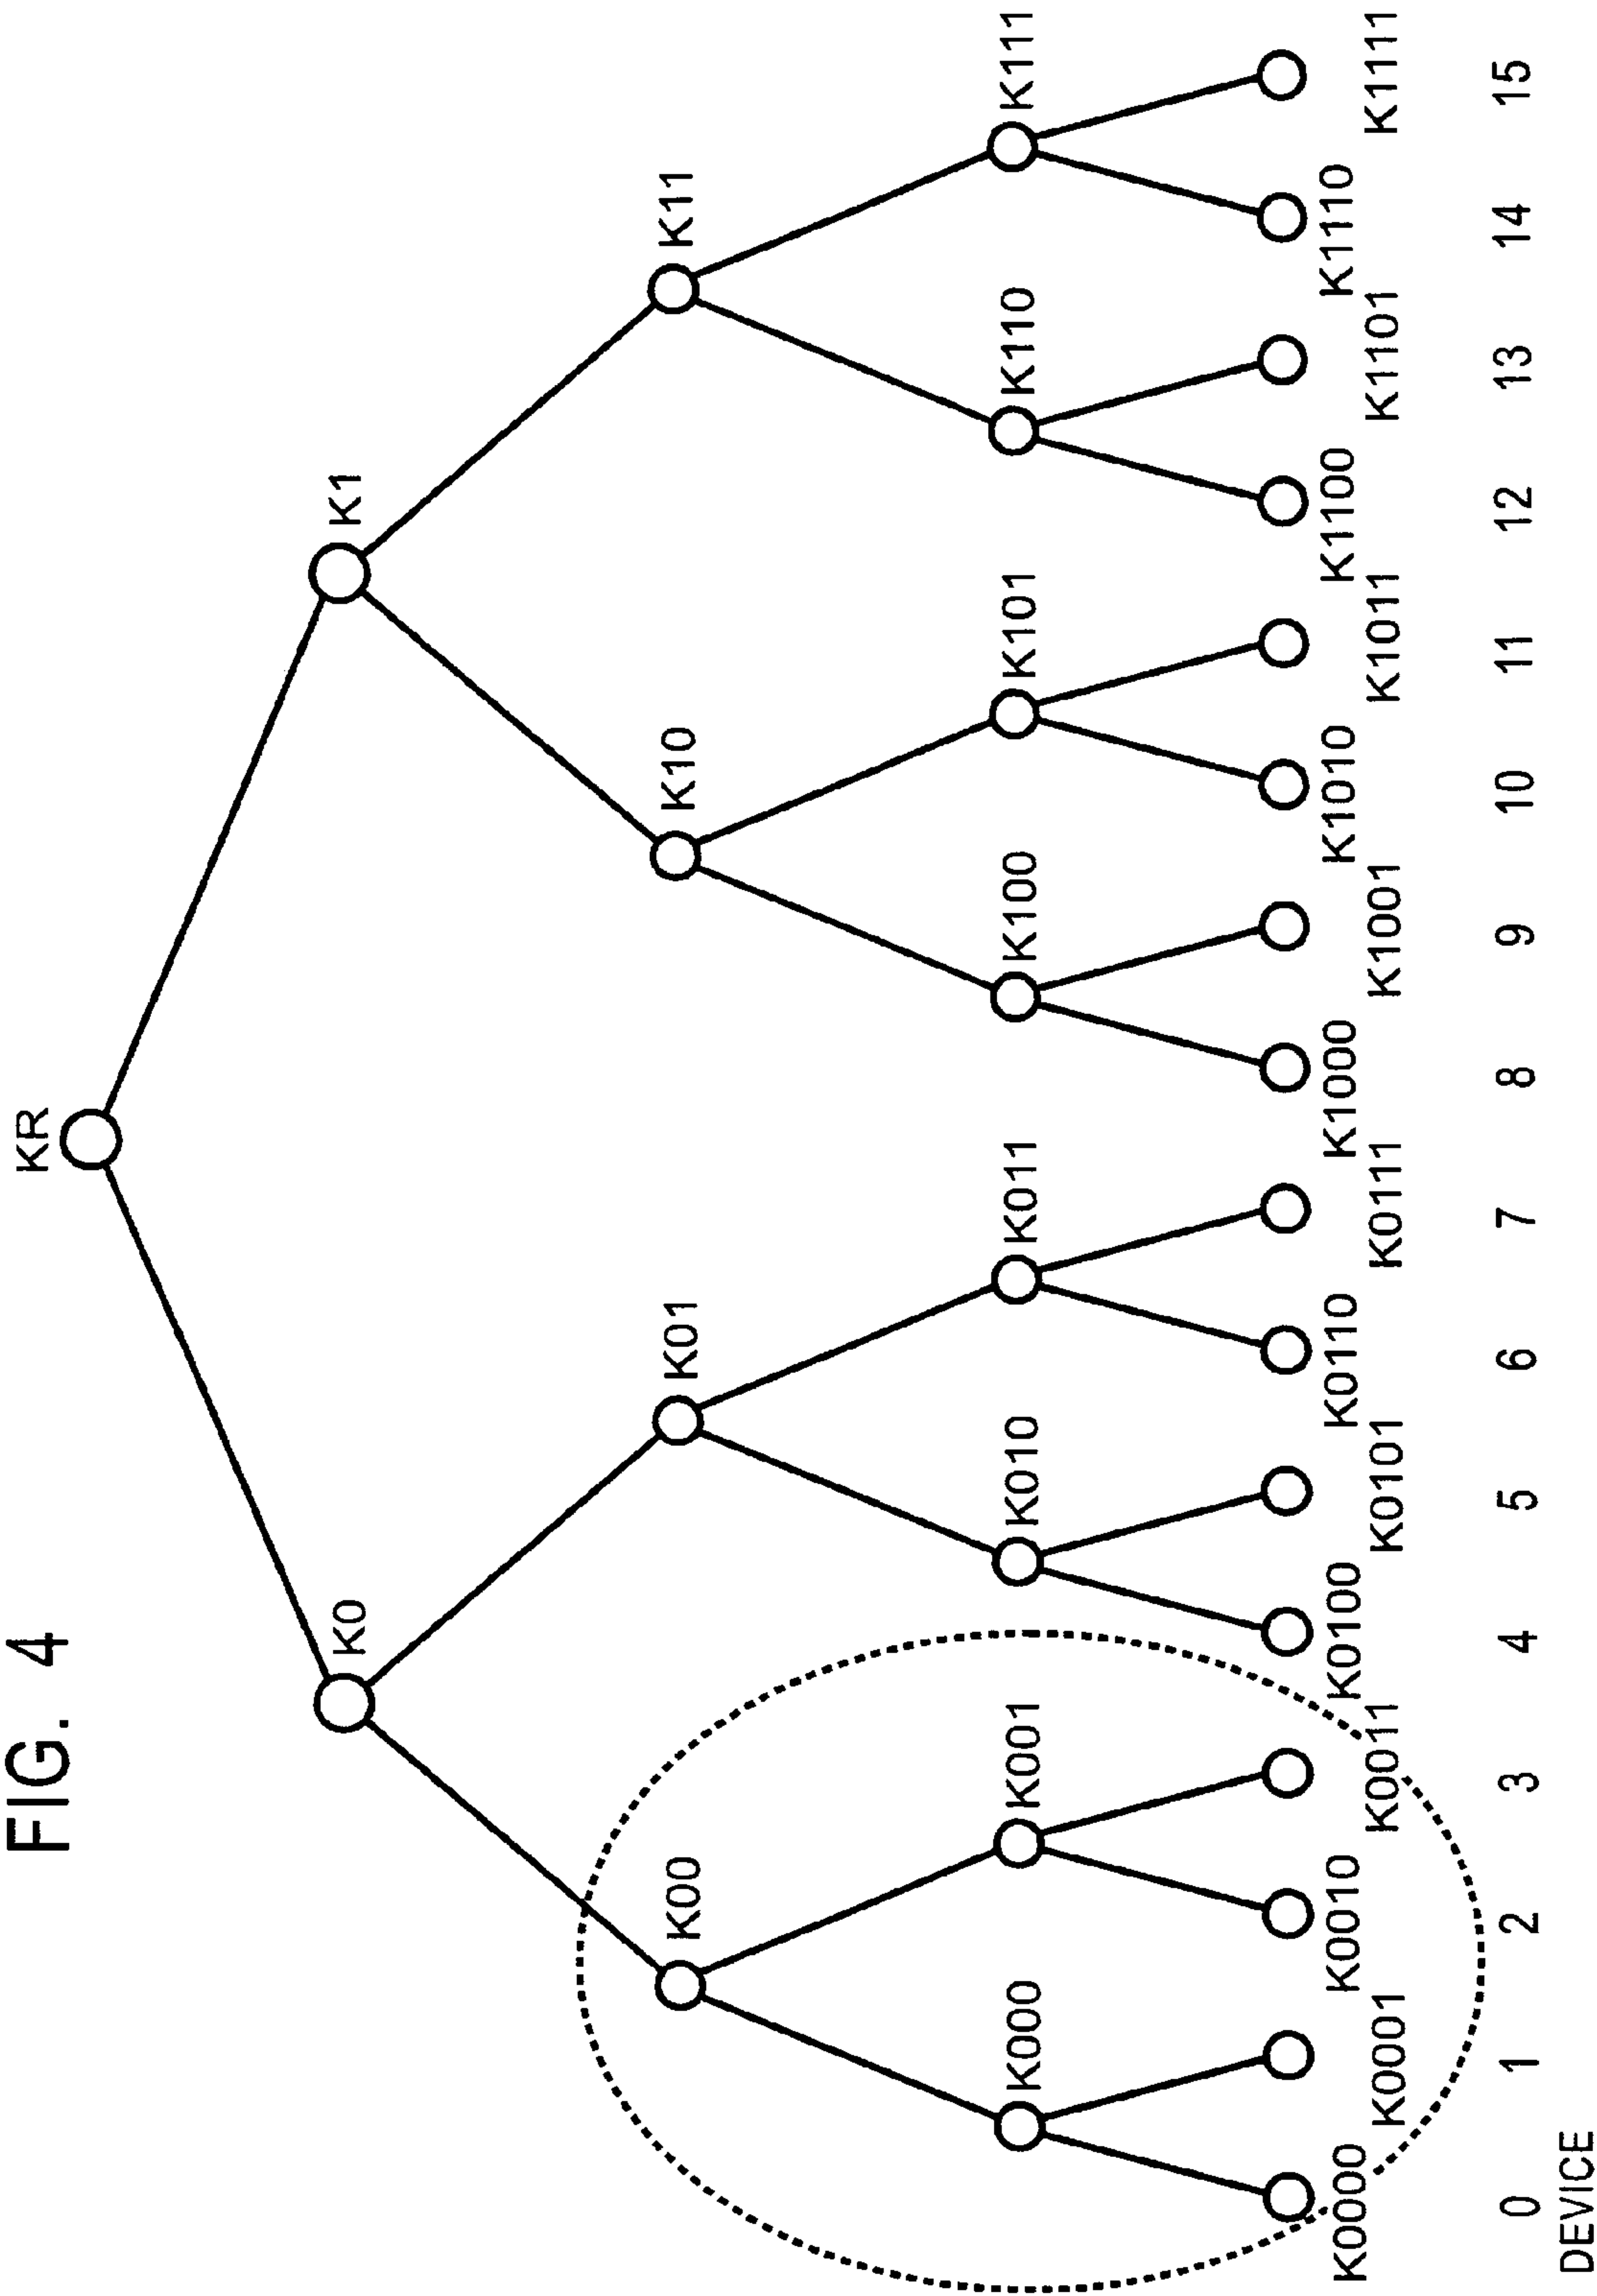 FIG. 4
KR
K0
K1
K00
K01
K10
K11
K000
K001
K010
K011
K100
K101
K110
K111
K0000
K0001
K0010
K0011
K0100
K0101
K0110
K0111
K1000
K1001
K1010
K1011
K1100
K1101
K1110
K1111
0 1 2 3 4 5 6 7 8 9 10 11 12 13 14 15
DEVICE